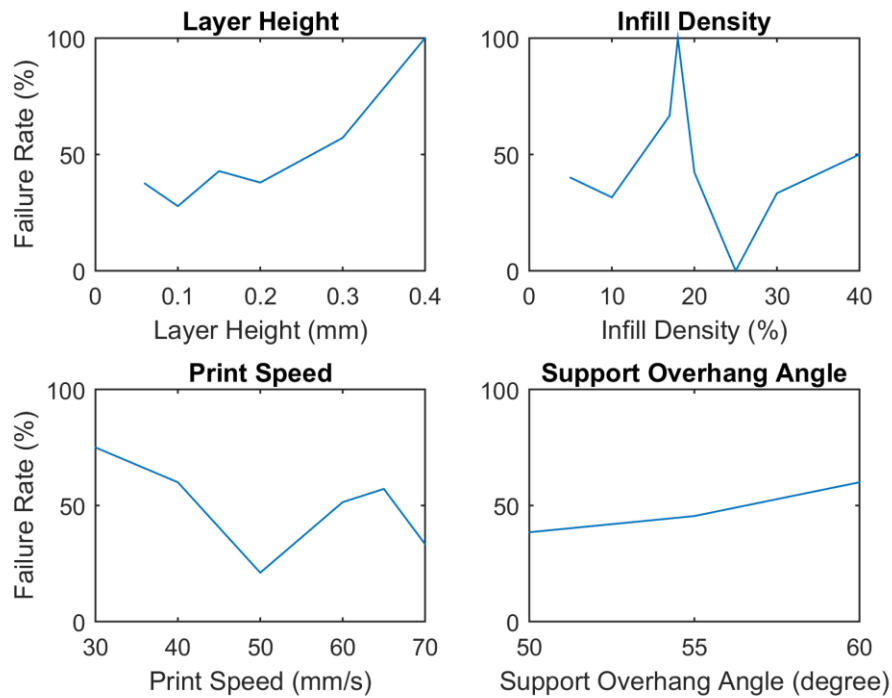 Layer Height
100
50
0
Failure Rate (%)
0 0.1 0.2 0.3 0.4
Layer Height (mm)
Infill Density
100
50
0
0 10 20 30 40
Infill Density (%)
Print Speed
100
50
0
Failure Rate (%)
30 40 50 60 70
Print Speed (mm/s)
Support Overhang Angle
100
50
0
50 55 60
Support Overhang Angle (degree)